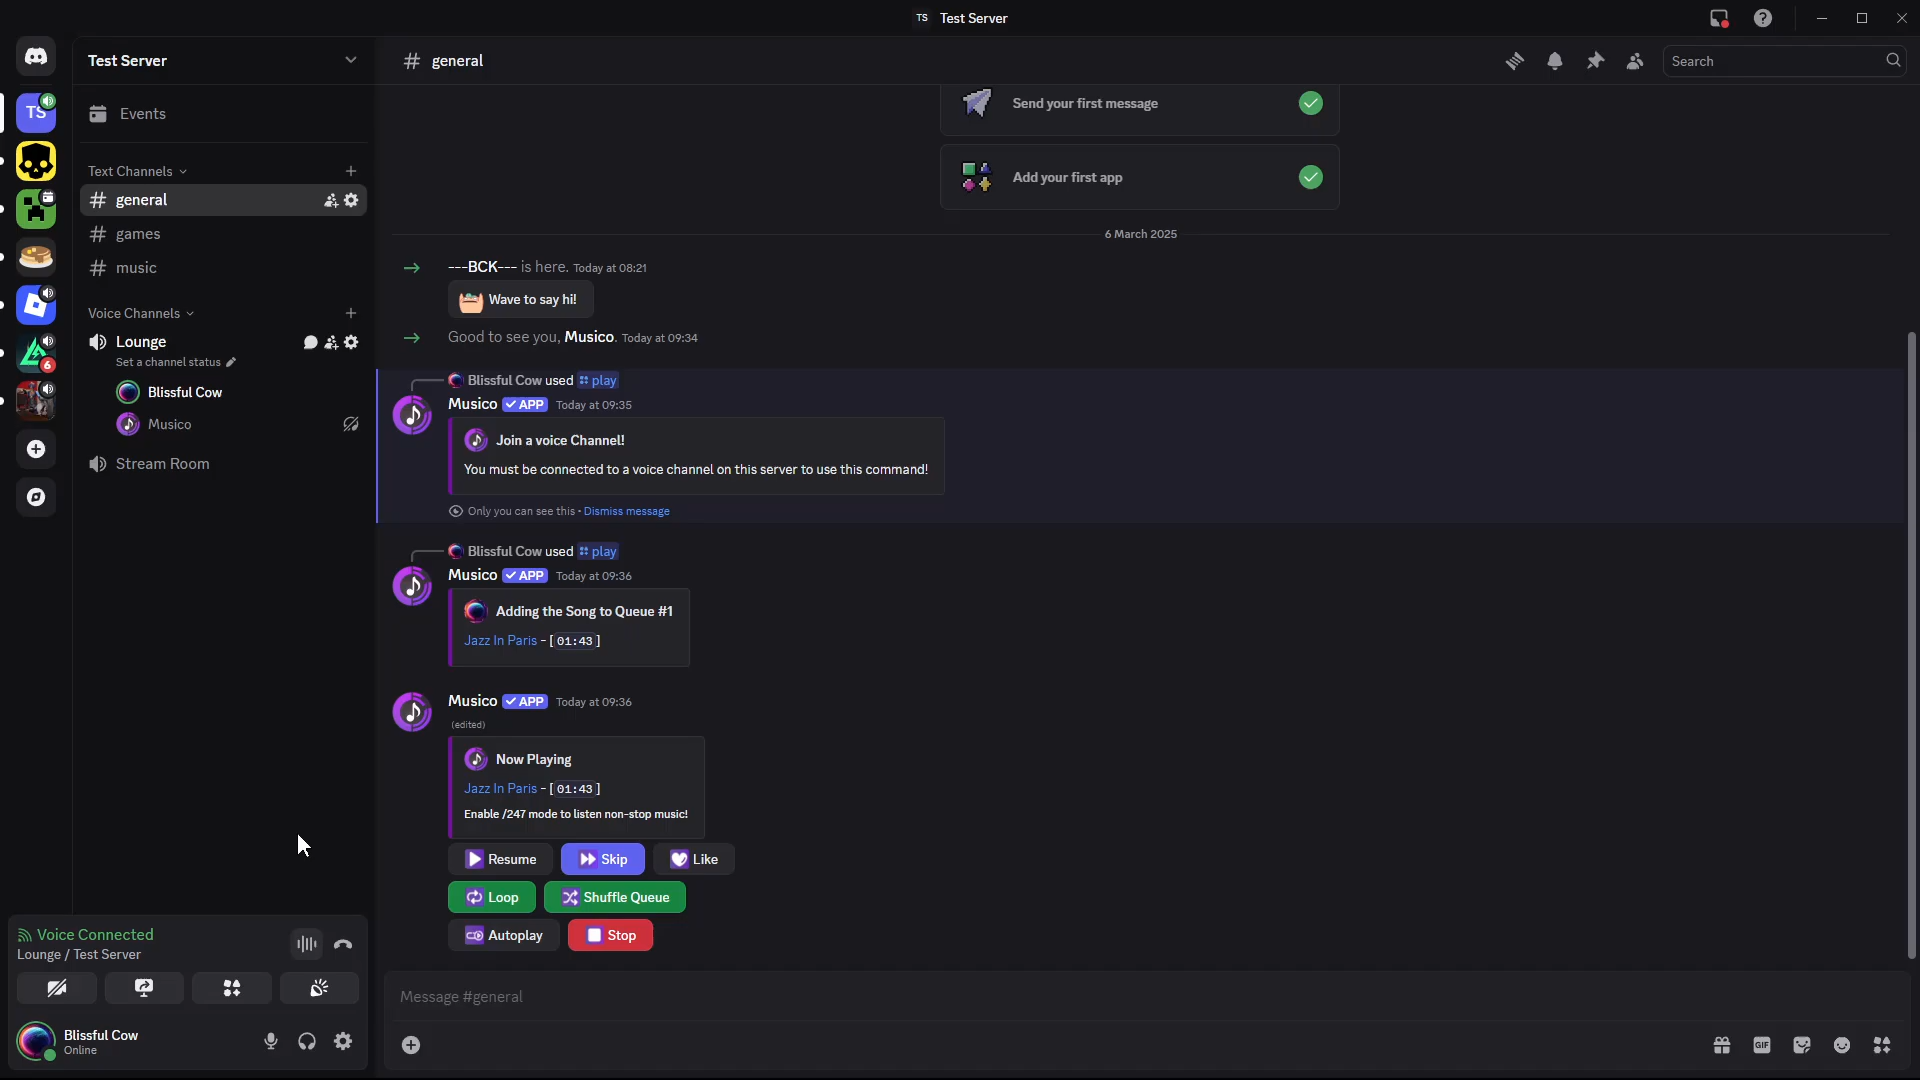 TS Test Server
Test Server
# general
Search
TS
Events
Text Channels
# general
# games
# music
Voice Channels
Lounge
Set a channel status
Blissful Cow
Musico
Stream Room
6
Send your first message
Add your first app
6 March 2025
---BCK--- is here. Today at 08:21
Wave to say hi!
Good to see you, Musico. Today at 09:34
Blissful Cow used play
Musico APP Today at 09:35
Join a voice Channel!
You must be connected to a voice channel on this server to use this command!
Only you can see this • Dismiss message
Blissful Cow used play
Musico APP Today at 09:36
Adding the Song to Queue #1
Jazz In Paris - [ 01:43 ]
Musico APP Today at 09:36
(edited)
Now Playing
Jazz In Paris - [ 01:43 ]
Enable /247 mode to listen non-stop music!
Resume Skip Like
Loop Shuffle Queue
Autoplay Stop
Voice Connected
Lounge / Test Server
Blissful Cow
Online
Message #general
GIF